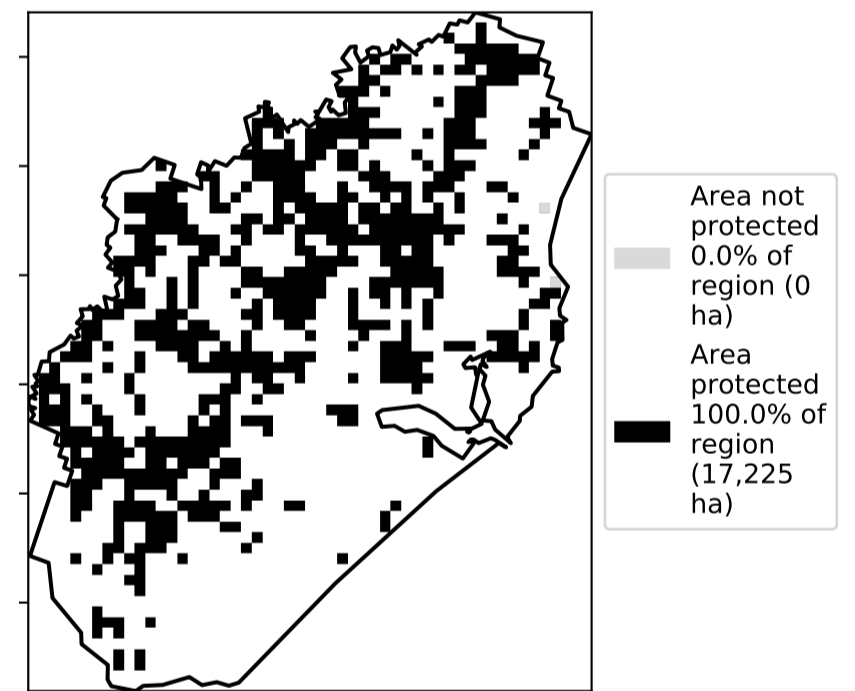 Area not
protected
0.0% of
region (0
ha)
Area
protected
100.0% of
region
(17,225
ha)